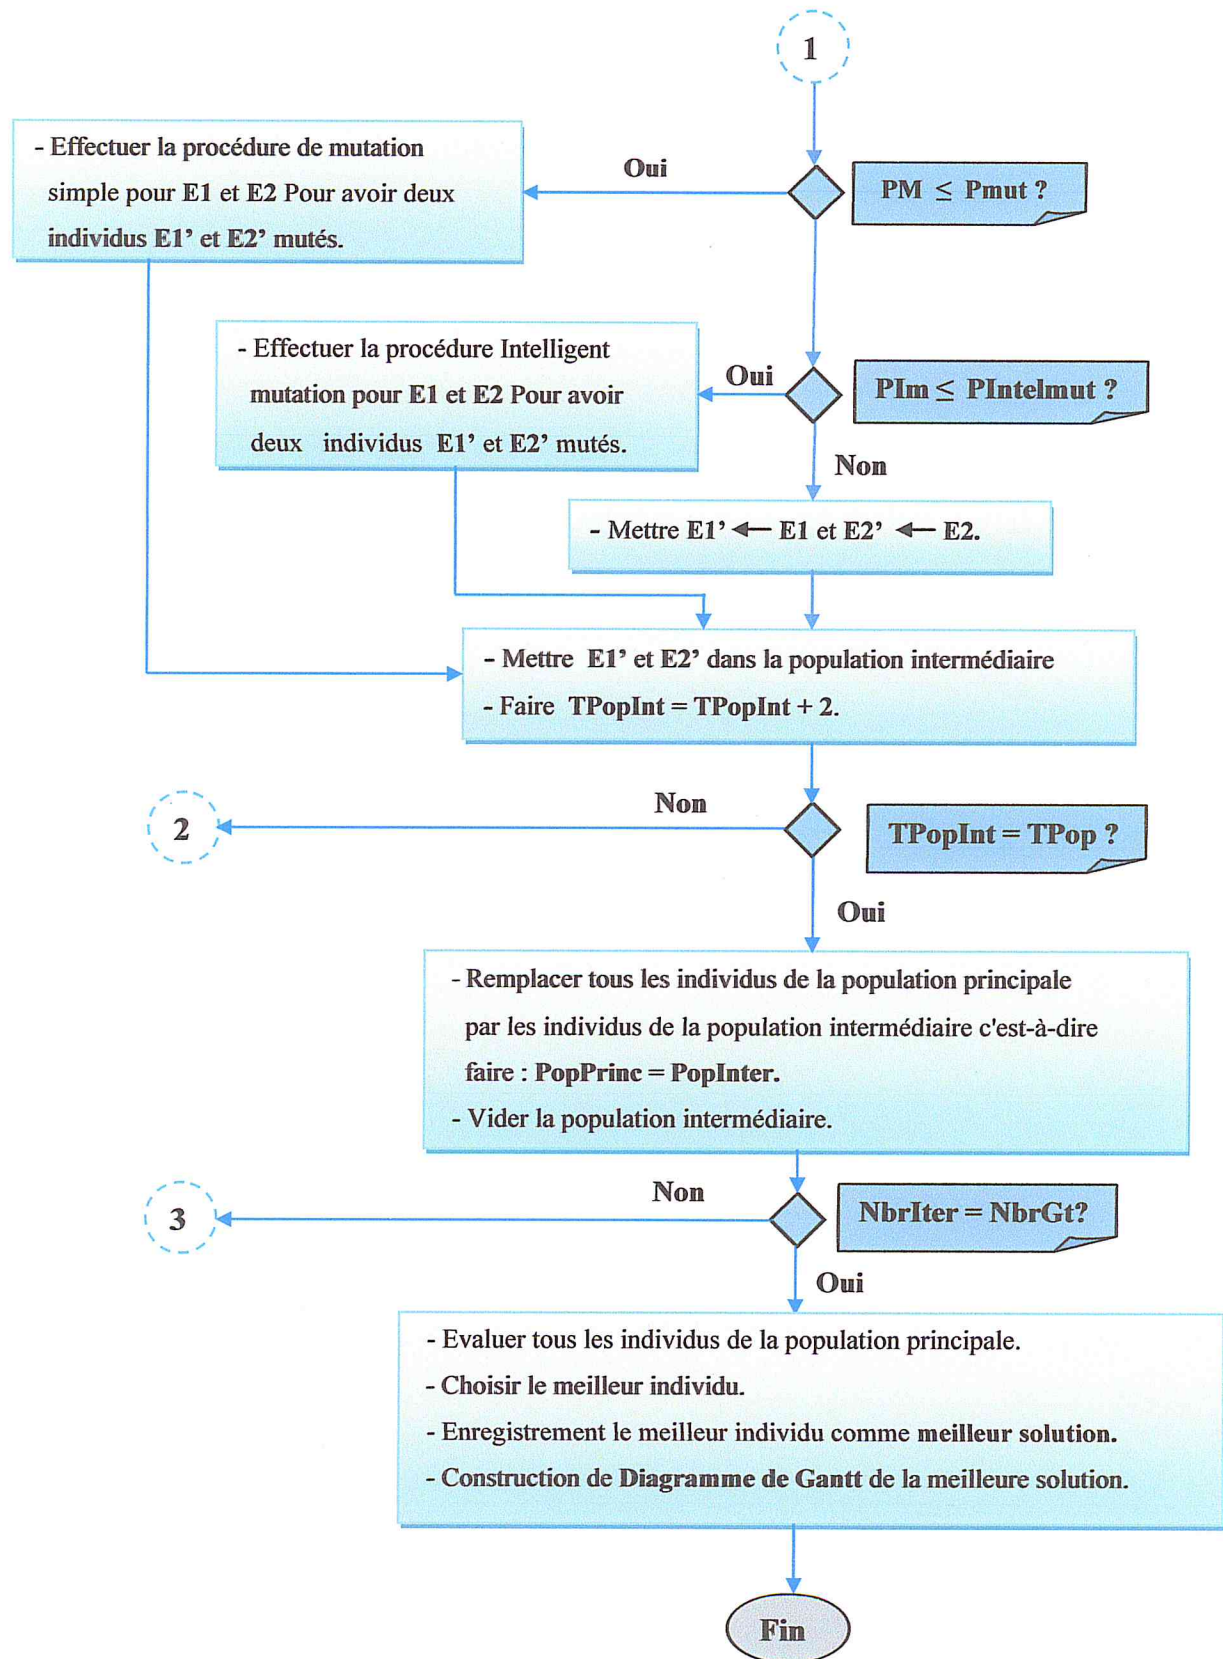 1
Oui
PM ≤ Pmut ?
- Effectuer la procédure de mutation
simple pour E1 et E2 Pour avoir deux
individus E1’ et E2’ mutés.
Oui
PIm ≤ PIntelmut ?
- Effectuer la procédure Intelligent
mutation pour E1 et E2 Pour avoir
deux individus E1’ et E2’ mutés.
Non
- Mettre E1’ ← E1 et E2’ ← E2.
- Mettre E1’ et E2’ dans la population intermédiaire
- Faire TPopInt = TPopInt + 2.
Non
2
TPopInt = TPop ?
Oui
- Remplacer tous les individus de la population principale
par les individus de la population intermédiaire c'est-à-dire
faire : PopPrinc = PopInter.
- Vider la population intermédiaire.
Non
3
NbrIter = NbrGt?
Oui
- Evaluer tous les individus de la population principale.
- Choisir le meilleur individu.
- Enregistrement le meilleur individu comme meilleur solution.
- Construction de Diagramme de Gantt de la meilleure solution.
Fin